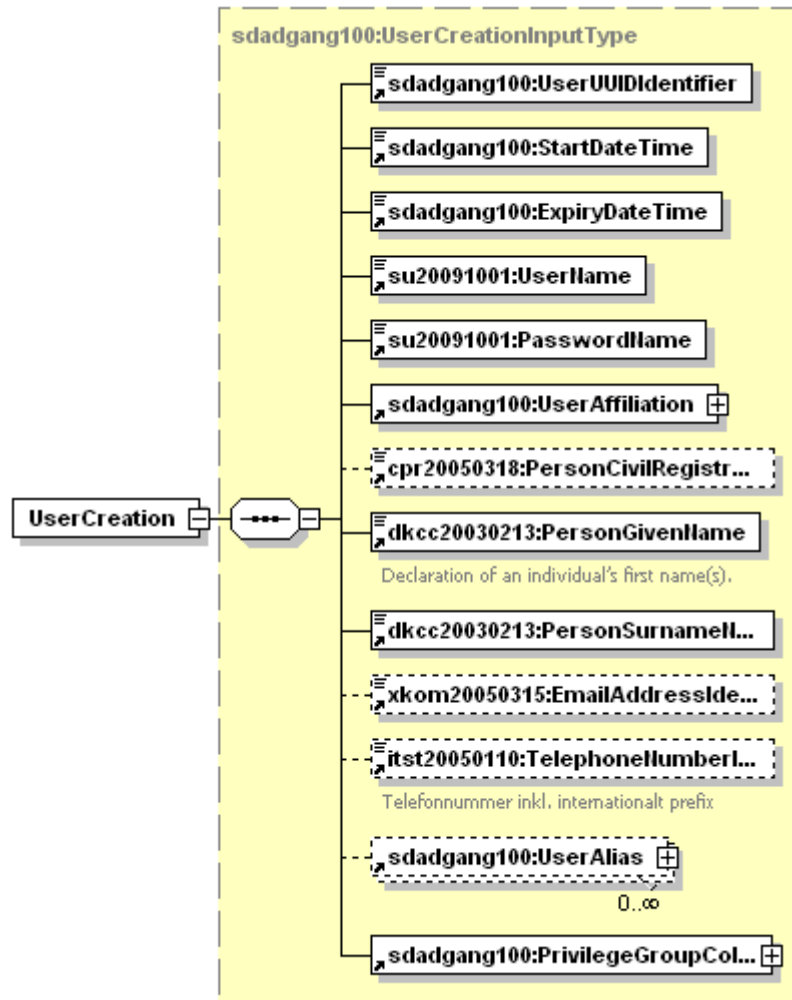 sdadgang100:UserCreationInputType
sdadgang100:UserUUIDIdentifier
sdadgang100:StartDateTime
sdadgang100:ExpiryDateTime
su20091001:UserName
su20091001:PasswordName
sdadgang100:UserAffiliation
cpr20050318:PersonCivilRegistr...
UserCreation
dkcc20030213:PersonGivenName
Declaration of an individual's first name(s).
dkcc20030213:PersonSurnameN...
xkom20050315:EmailAddressIde...
itst20050110:TelephoneNumberI...
Telefonnummer inkl. internationalt prefix
sdadgang100:UserAlias
0..∞
sdadgang100:PrivilegeGroupCol...